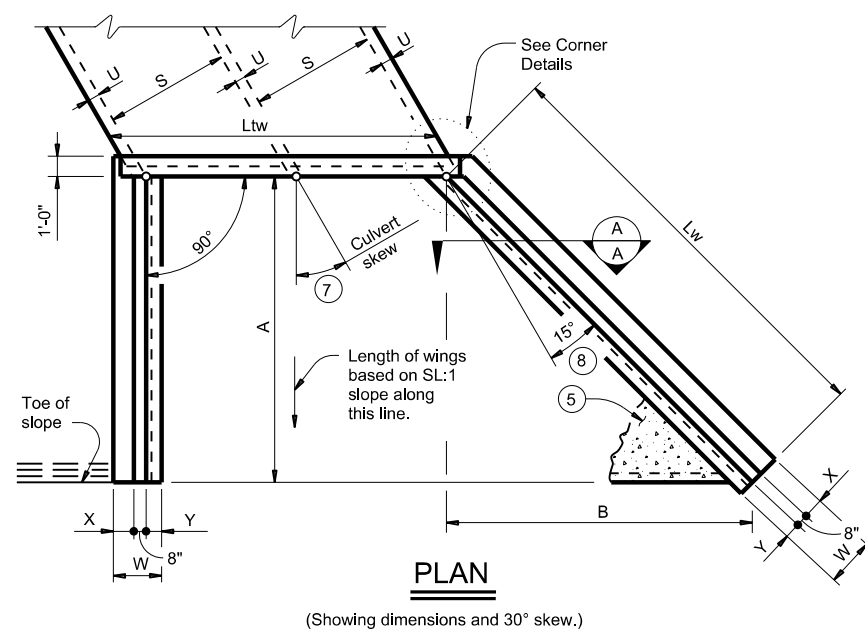 See Corner
Details
U
S
U
S
U
Ltw
1'-0"
90°
Culvert
skew
7
A
A
Lw
A
15°
8
Length of wings
based on SL:1
slope along
this line.
5
Toe of
slope
X
Y
8"
W
B
X
8"
Y
W
PLAN
(Showing dimensions and 30° skew.)